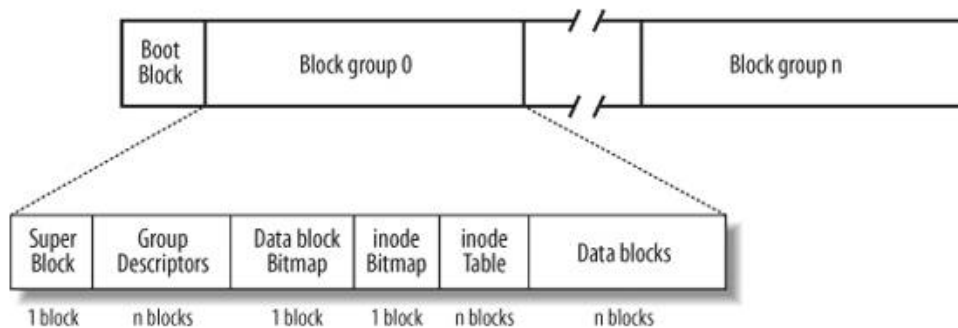 Boot
Block
Block group 0
Block group n
Super
Block
Group
Descriptors
Data block
Bitmap
inode
Bitmap
inode
Table
Data blocks
1 block
n blocks
1 block
1 block
n blocks
n blocks